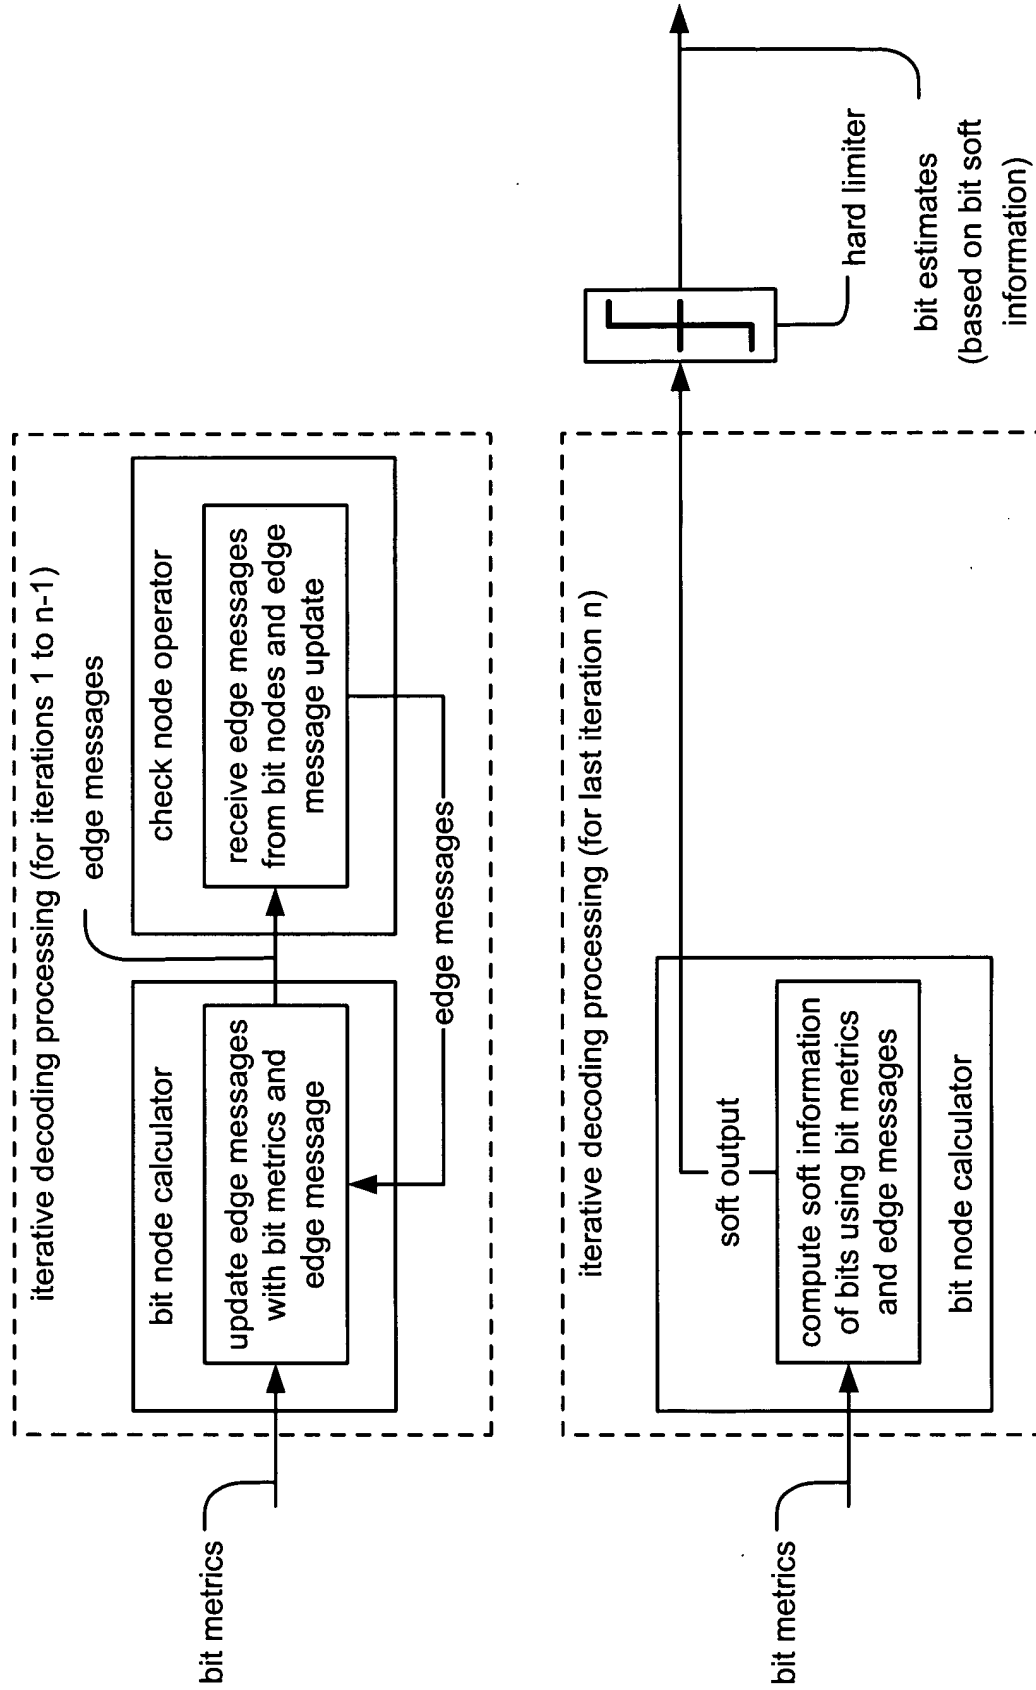 iterative decoding processing (for iterations 1 to n-1)
edge messages
bit node calculator
check node operator
bit metrics
update edge messages
with bit metrics and
edge message
receive edge messages
from bit nodes and edge
message update
edge messages
iterative decoding processing (for last iteration n)
soft output
bit metrics
compute soft information
of bits using bit metrics
and edge messages
bit node calculator
hard limiter
bit estimates
(based on bit soft
information)